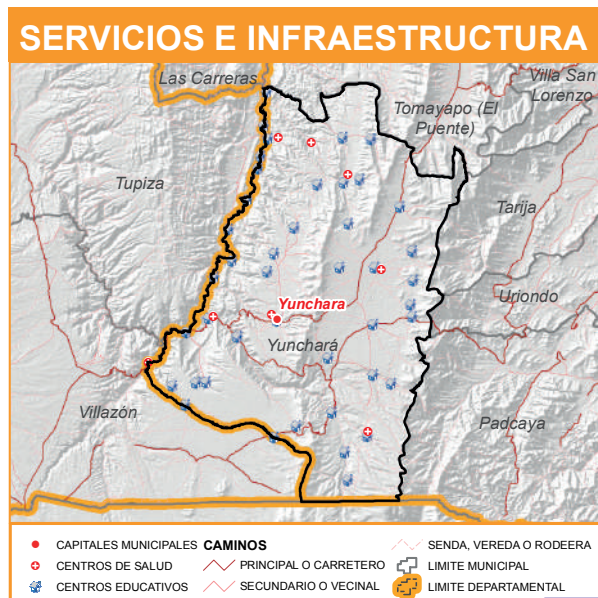 SERVICIOS E INFRAESTRUCTURA
Las Carreras
Villa San
Lorenzo
Tomayapo (El
Puente)
Tupiza
Tarija
Uriondo
Yunchara
Yunchará
Villazón
Padcaya
CAPITALES MUNICIPALES
CENTROS DE SALUD
CENTROS EDUCATIVOS
CAMINOS
PRINCIPAL O CARRETERO
SECUNDARIO O VECINAL
SENDA, VEREDA O RODEERA
LIMITE MUNICIPAL
LIMITE DEPARTAMENTAL